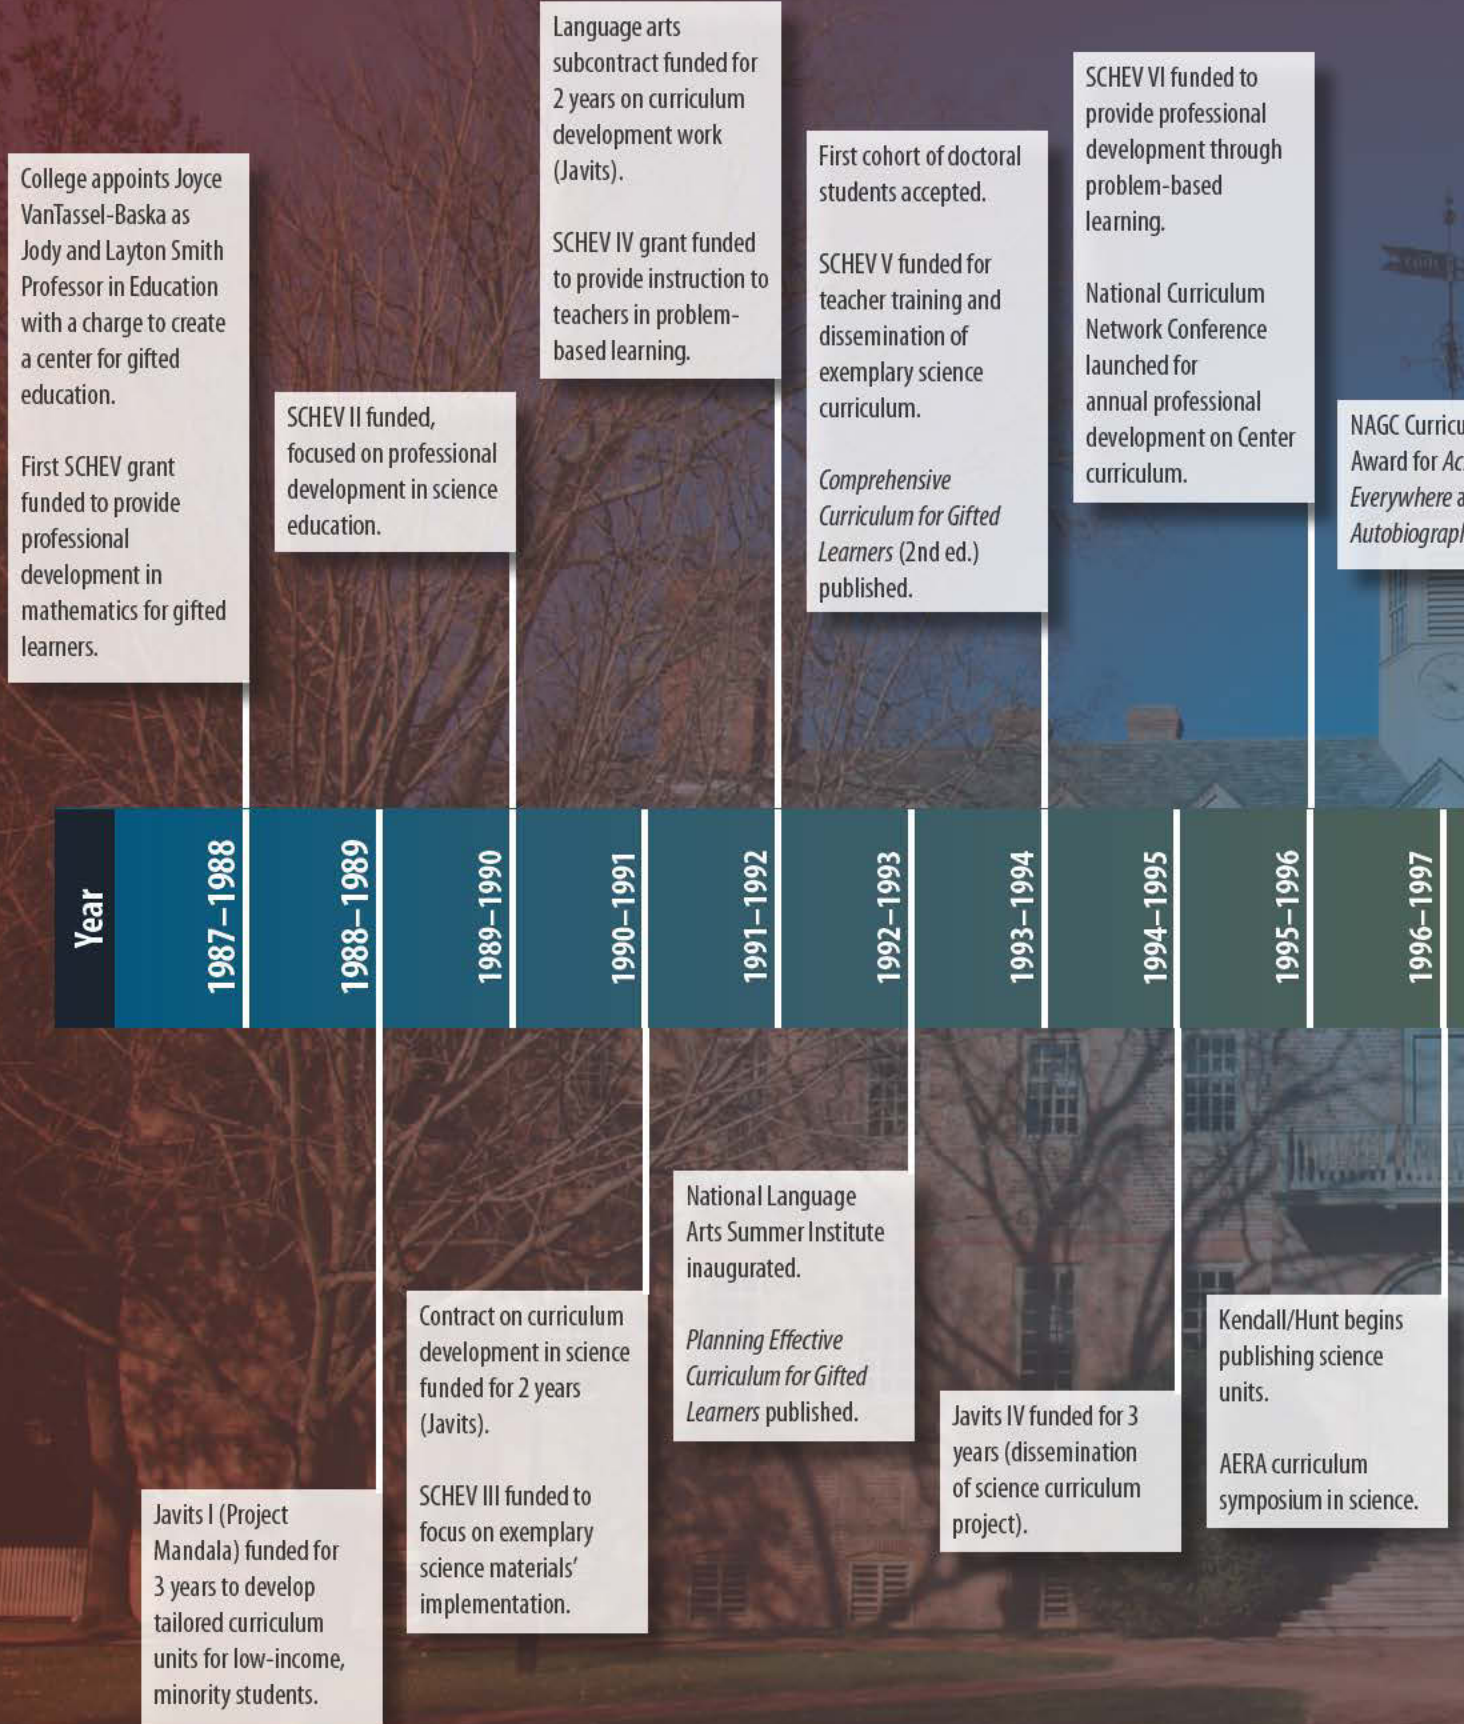 College appoints Joyce
VanTassel-Baska as
Jody and Layton Smith
Professor in Education
with a charge to create
a center for gifted
education.
First SCHEV grant
funded to provide
professional
development in
mathematics for gifted
learners.
SCHEV II funded,
focused on professional
development in science
education.
Language arts
subcontract funded for
2 years on curriculum
development work
(Javits).
SCHEV IV grant funded
to provide instruction to
teachers in problem-
based learning.
First cohort of doctoral
students accepted.
SCHEV V funded for
teacher training and
dissemination of
exemplary science
curriculum.
Comprehensive
Curriculum for Gifted
Learners (2nd ed.)
published.
SCHEV VI funded to
provide professional
development through
problem-based
learning.
National Curriculum
Network Conference
launched for
annual professional
development on Center
curriculum.
NAGC Curricu
Award for Ac
Everywhere a
Autobiograph
Year
1987–1988
1988–1989
1989–1990
1990–1991
1991–1992
1992–1993
1993–1994
1994–1995
1995–1996
1996–1997
Javits I (Project
Mandala) funded for
3 years to develop
tailored curriculum
units for low-income,
minority students.
Contract on curriculum
development in science
funded for 2 years
(Javits).
SCHEV III funded to
focus on exemplary
science materials’
implementation.
National Language
Arts Summer Institute
inaugurated.
Planning Effective
Curriculum for Gifted
Learners published.
Javits IV funded for 3
years (dissemination
of science curriculum
project).
Kendall/Hunt begins
publishing science
units.
AERA curriculum
symposium in science.